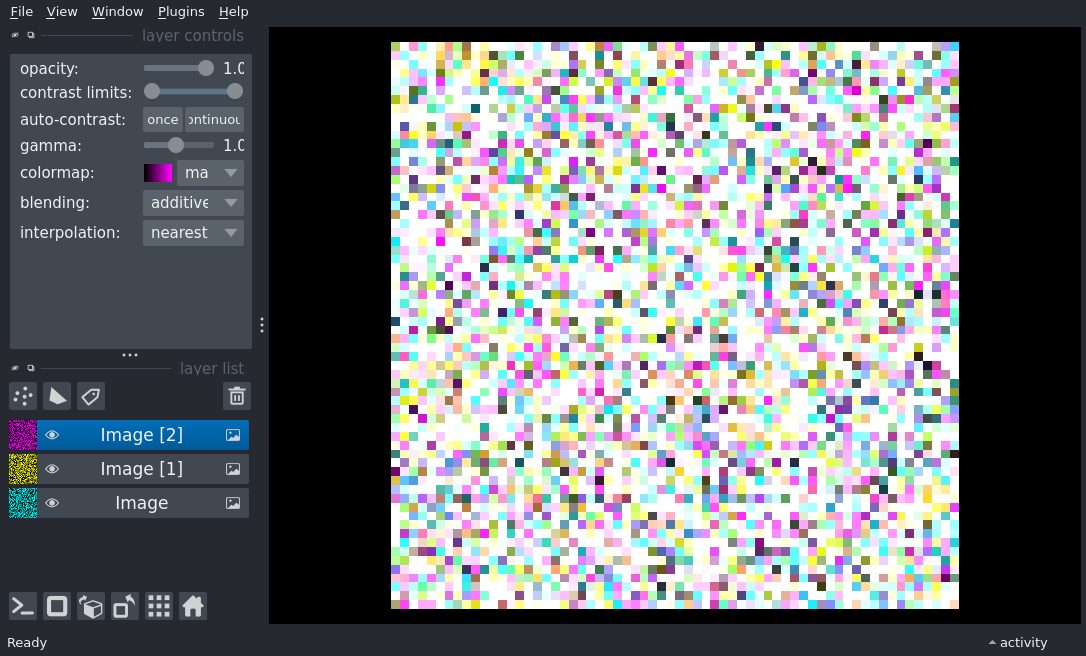 File View Window Plugins Help
layer controls
opacity: 1.0
contrast limits:
auto-contrast: once ontinuou
gamma: 1.0
colormap: ma
blending: additive
interpolation: nearest
layer list
Image [2]
Image [1]
Image
Ready
activity